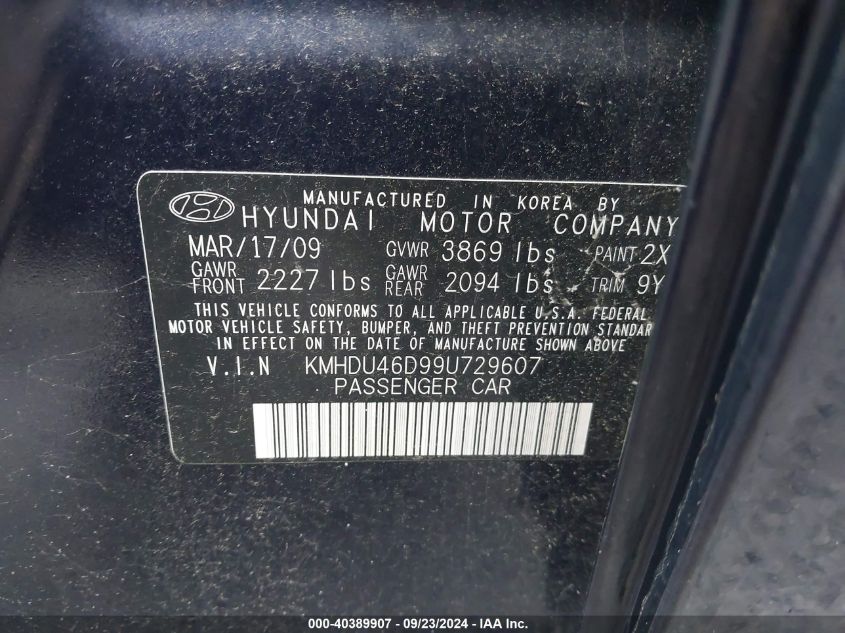 MANUFACTURED IN KOREA BY
HYUNDAI MOTOR COMPANY
MAR/17/09 GVWR 3869 lbs PAINT 2X
GAWR FRONT 2227 lbs GAWR REAR 2094 lbs TRIM 9Y
THIS VEHICLE CONFORMS TO ALL APPLICABLE U.S.A. FEDERAL
MOTOR VEHICLE SAFETY, BUMPER, AND THEFT PREVENTION STANDAR
IN EFFECT ON THE DATE OF MANUFACTURE SHOWN ABOVE
V.I.N KMHDU46D99U729607
PASSENGER CAR
000-40389907 - 09/23/2024 - IAA Inc.